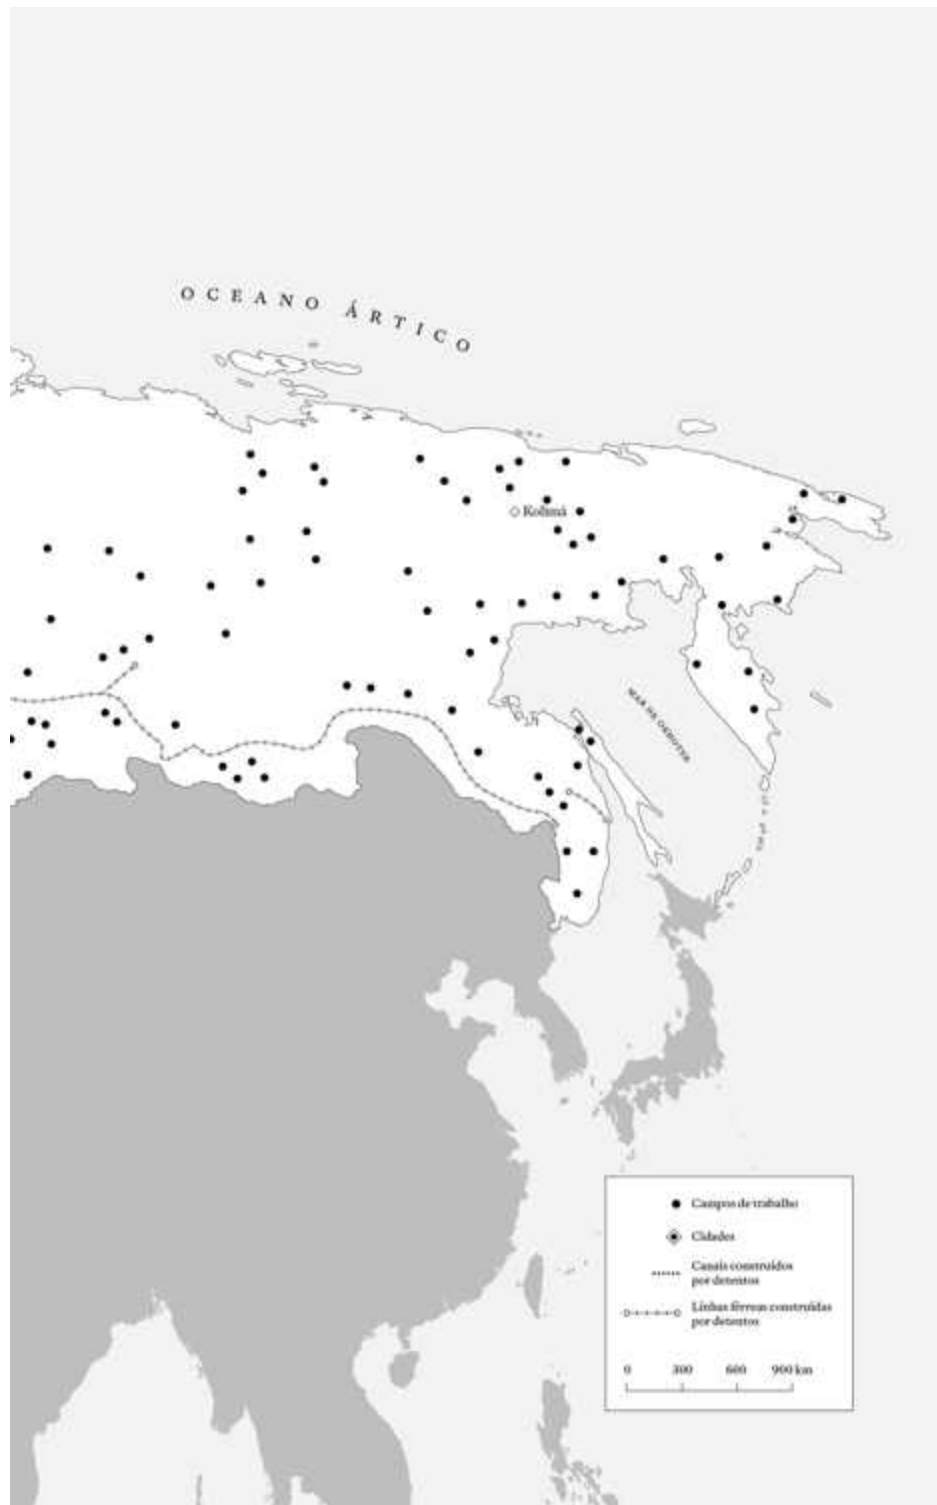 OCEANO ÁRTICO
Kolimá
MAR DE OKHOTSK
Campos de trabalho
Cidades
Canais construídos
por detentos
Linhas férreas construídas
por detentos
0 300 600 900 km